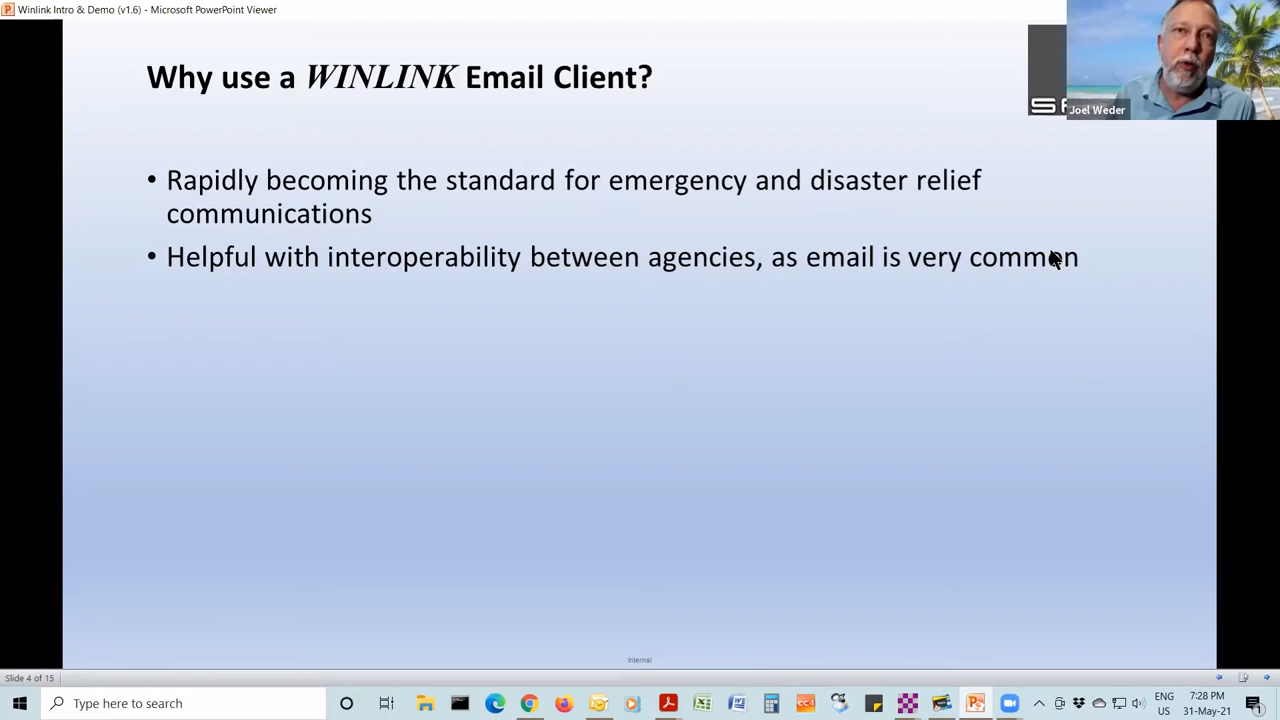 Winlink Intro & Demo (v1.6) - Microsoft PowerPoint Viewer
Why use a WINLINK Email Client?
Joel Weder
• Rapidly becoming the standard for emergency and disaster relief
communications
• Helpful with interoperability between agencies, as email is very common
Internal
Slide 4 of 15
Type here to search
ENG
US
7:28 PM
31-May-21